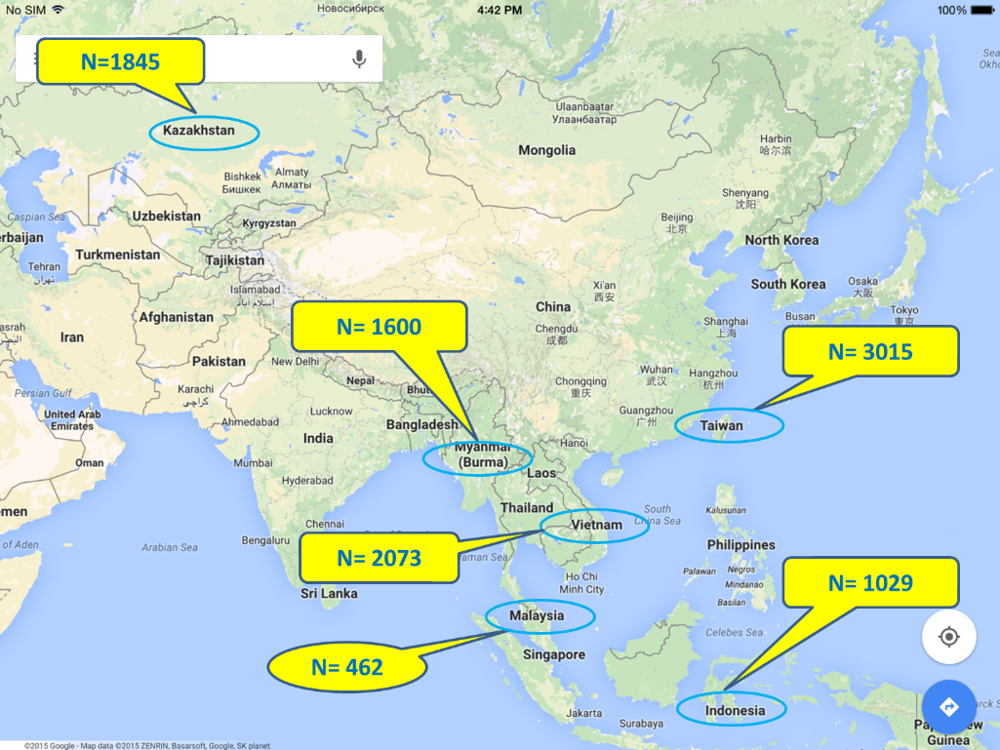 No SIM
4:42 PM
100%
Новосибирск
N=1845
Kazakhstan
Ulaanbaatar
Улаанбаатар
Mongolia
Harbin
哈尔滨
Bishkek
Бишкек
Almaty
Алматы
Shenyang
沈阳
Caspian Sea
Uzbekistan
Kyrgyzstan
Beijing
北京
erbaijan
Turkmenistan
Tajikistan
North Korea
Tehran
تهران
South Korea
Osaka
大阪
Islamabad
اسلام آباد
Xi'an
西安
China
Afghanistan
Chengdu
成都
Shanghai
上海
Busan
Tokyo
東京
asrah
البصر
Iran
N= 1600
N= 3015
Pakistan
New Delhi
Nepal
Bhut
Wuhan
武汉
Hangzhou
杭州
Chongqing
重庆
Persian Gulf
Karachi
کراچی
Lucknow
United Arab
Emirates
Ahmedabad
India
Bangladesh
Guangzhou
广州
Taiwan
Oman
Mumbai
Myanmar
(Burma)
Hanoi
Laos
Hyderabad
emen
Thailand
Vietnam
South
China Sea
Kalusunan
of Aden
Arabian Sea
Chennai
Bengaluru
N= 2073
aman Sea
Philippines
Ho Chi
Minh City
Palawan
Negros
Mindanao
Basilan
N= 1029
Sri Lanka
Malaysia
Celebes Sea
N= 462
Singapore
Jakarta
Surabaya
Indonesia
Guinea
©2015 Google - Map data ©2015 ZENRIN, Basarsoft, Google, SK planet